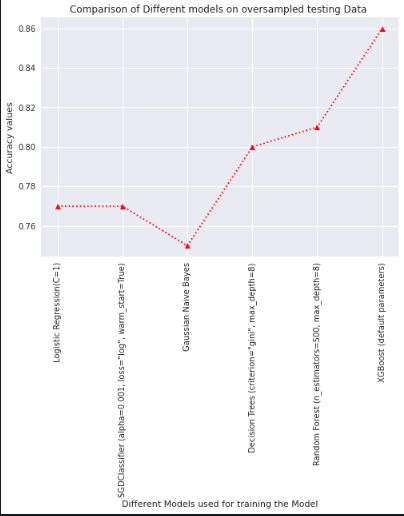 Comparison of Different models on oversampled testing Data
Accuracy values
0.86
0.84
0.82
0.80
0.78
0.76
Logistic Regression(C=1)
SGDClassifier (alpha=0.001, loss="log", warm_start=True)
Gaussian Naive Bayes
Decision Trees (criterion="gini", max_depth=8)
Random Forest (n_estimators=500, max_depth=8)
XGBoost (default parameters)
Different Models used for training the Model